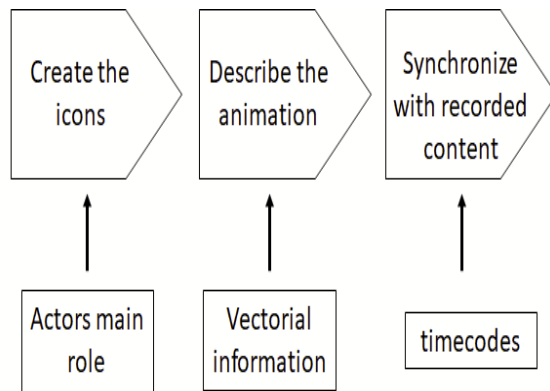 Create the
icons
Describe the
animation
Synchronize
with recorded
content
Actors main
role
Vectorial
information
timecodes